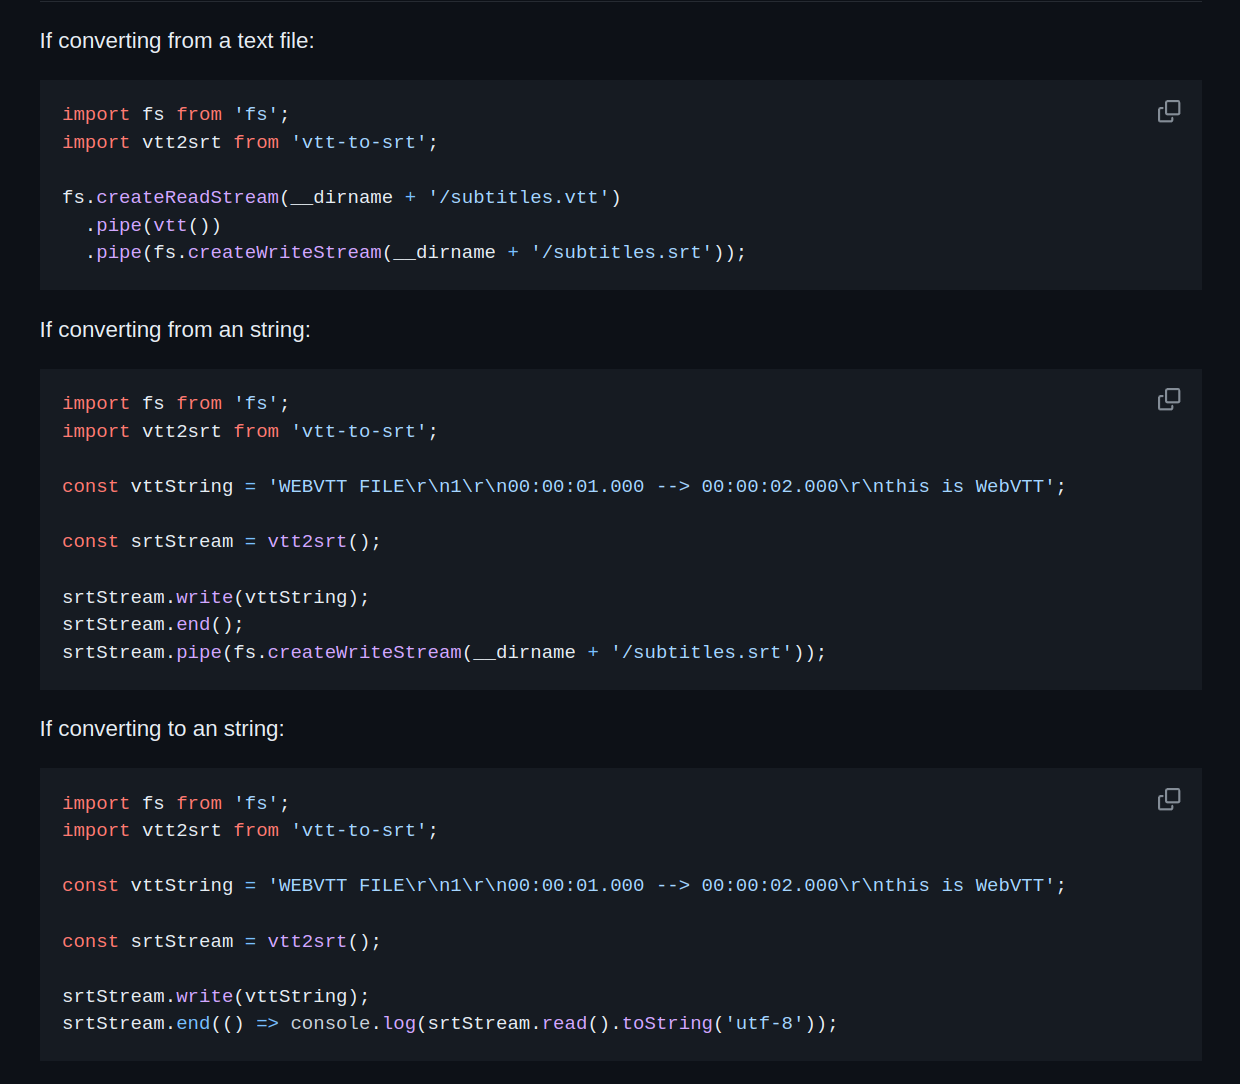 If converting from a text file:
import fs from 'fs';
import vtt2srt from 'vtt-to-srt';
fs.createReadStream(__dirname + '/subtitles.vtt')
  .pipe(vtt())
  .pipe(fs.createWriteStream(__dirname + '/subtitles.srt'));
If converting from an string:
import fs from 'fs';
import vtt2srt from 'vtt-to-srt';
const vttString = 'WEBVTT FILE\r\n1\r\n00:00:01.000 --> 00:00:02.000\r\nthis is WebVTT';
const srtStream = vtt2srt();
srtStream.write(vttString);
srtStream.end();
srtStream.pipe(fs.createWriteStream(__dirname + '/subtitles.srt'));
If converting to an string:
import fs from 'fs';
import vtt2srt from 'vtt-to-srt';
const vttString = 'WEBVTT FILE\r\n1\r\n00:00:01.000 --> 00:00:02.000\r\nthis is WebVTT';
const srtStream = vtt2srt();
srtStream.write(vttString);
srtStream.end(() => console.log(srtStream.read().toString('utf-8'));